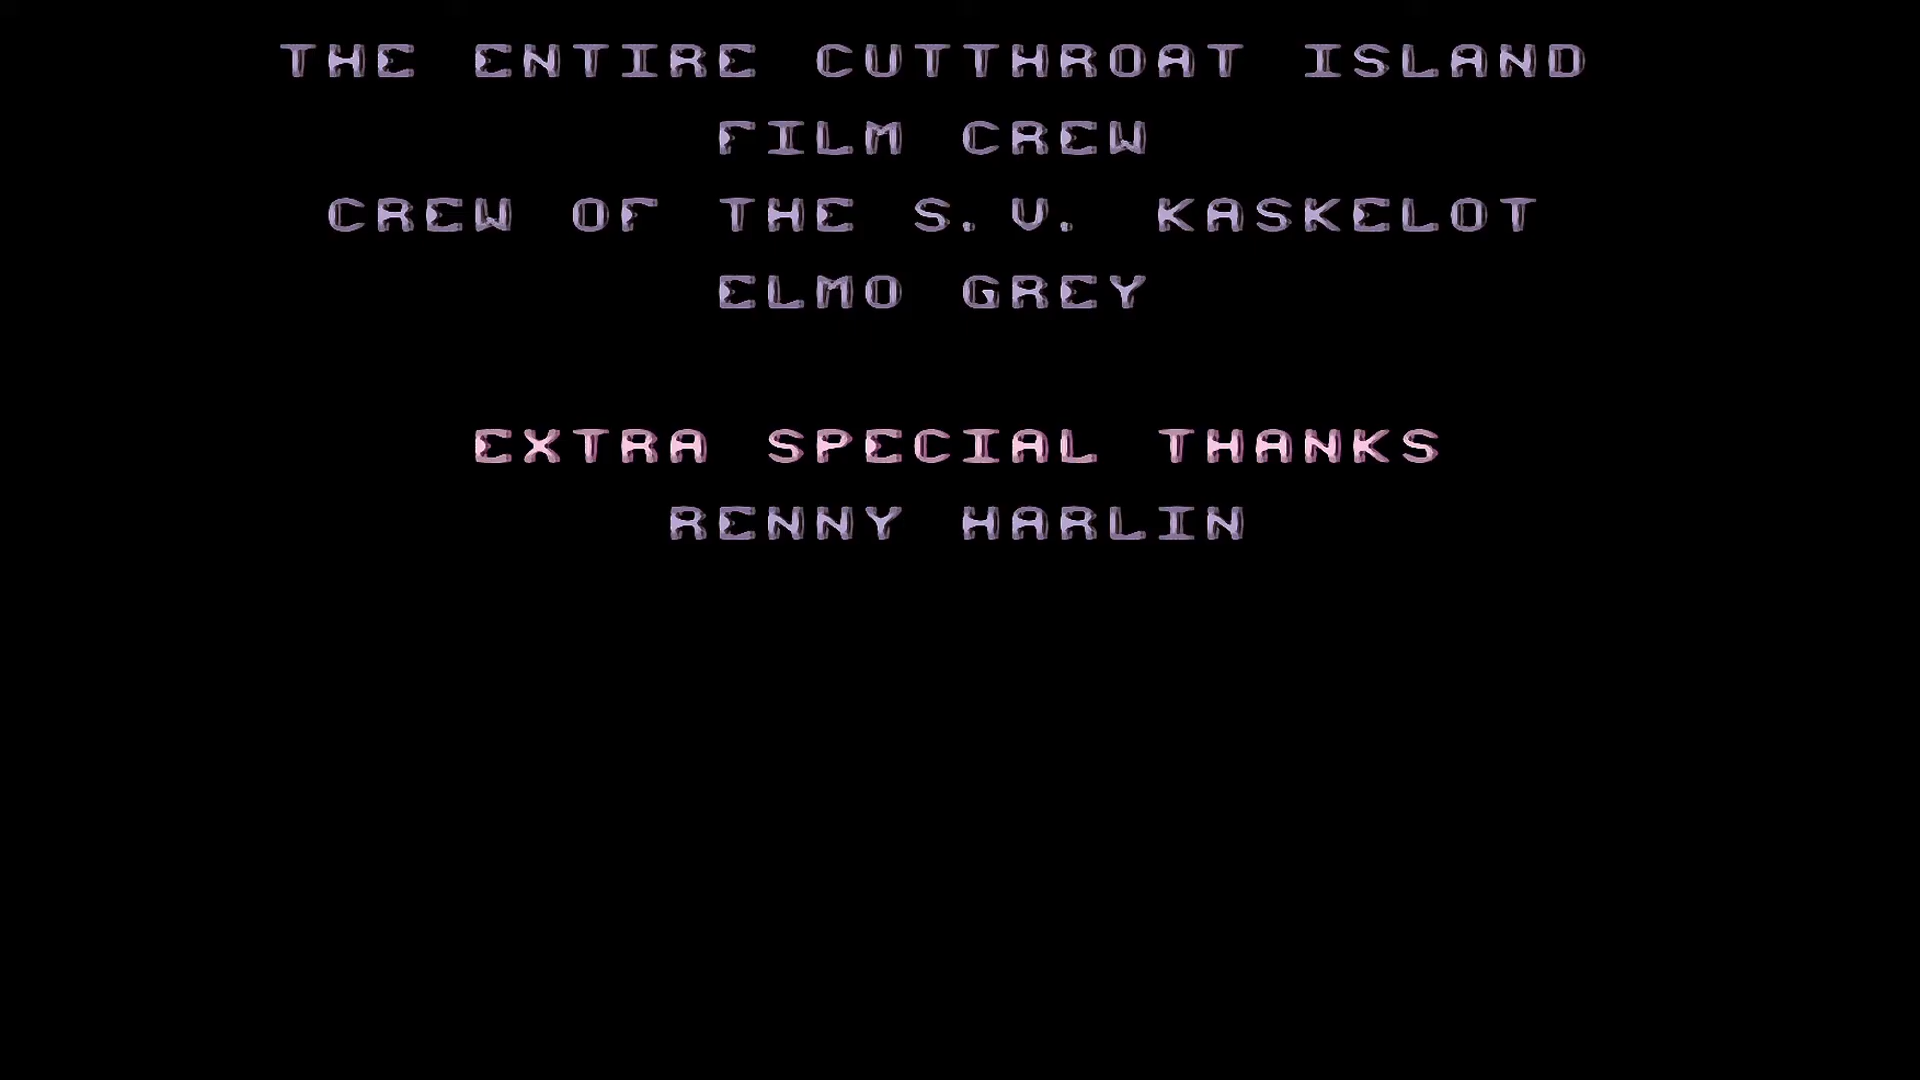 THE ENTIRE CUTTHROAT ISLAND
FILM CREW
CREW OF THE S.V. KASKELOT
ELMO GREY
EXTRA SPECIAL THANKS
RENNY HARLIN